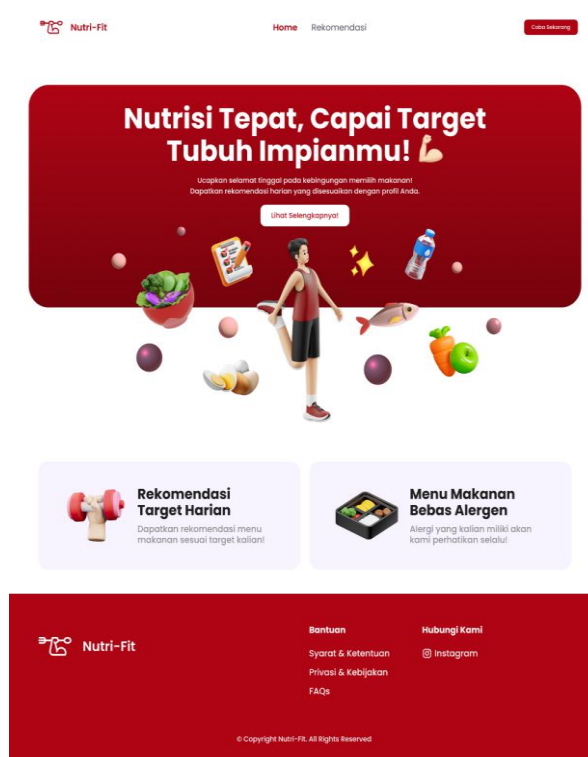 Nutri-Fit
Home
Rekomendasi
Coba Sekarang
Nutrisi Tepat, Capai Target
Tubuh Impianmu!
Ucapkan selamat tinggal pada kebingungan memilih makanan!
Dapatkan rekomendasi harian yang disesuaikan dengan profil Anda.
Lihat Selengkapnya!
Rekomendasi
Target Harian
Dapatkan rekomendasi menu
makanan sesuai target kalian!
Menu Makanan
Bebas Alergen
Alergi yang kalian miliki akan
kami perhatikan selalu!
Nutri-Fit
Bantuan
Syarat & Ketentuan
Privasi & Kebijakan
FAQs
Hubungi Kami
Instagram
© Copyright Nutri-Fit. All Rights Reserved